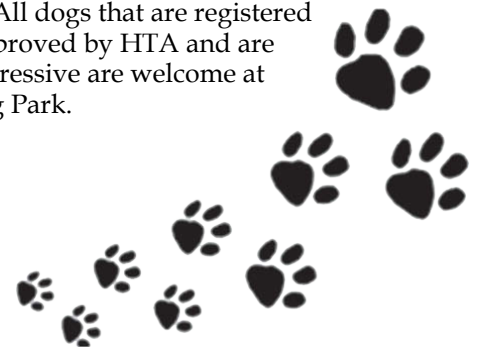 All dogs that are registered
proved by HTA and are
ressive are welcome at
g Park.